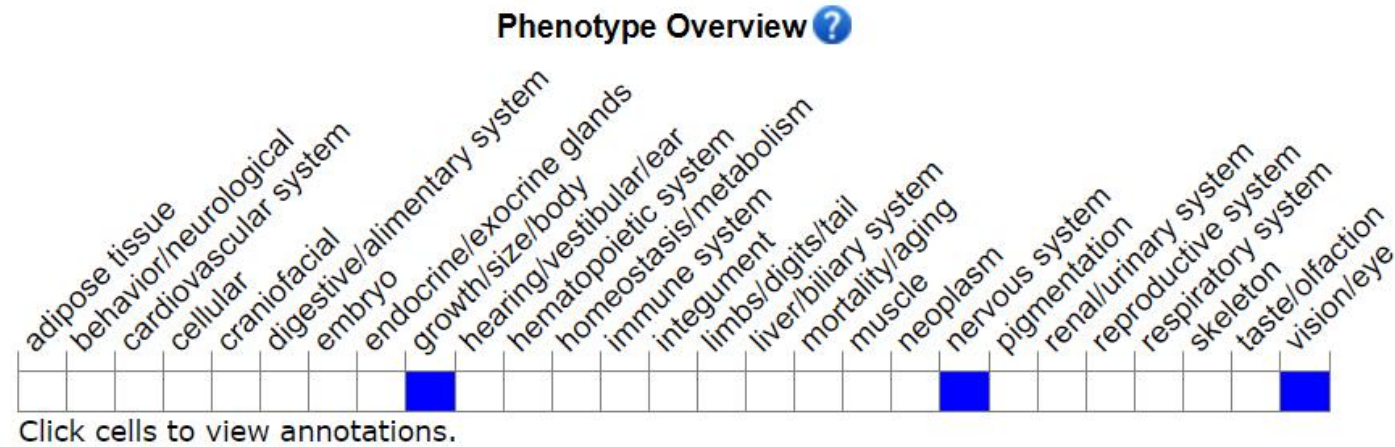 Phenotype Overview ?
adipose tissue
behavior/neurological
cardiovascular system
cellular
craniofacial
digestive/alimentary system
embryo
endocrine/exocrine glands
growth/size/body
hearing/vestibular/ear
hematopoietic system
homeostasis/metabolism
immune system
integument
limbs/digits/tail
liver/biliary system
mortality/aging
muscle
neoplasm
nervous system
pigmentation
renal/urinary system
reproductive system
respiratory system
skeleton
taste/olfaction
vision/eye
Click cells to view annotations.